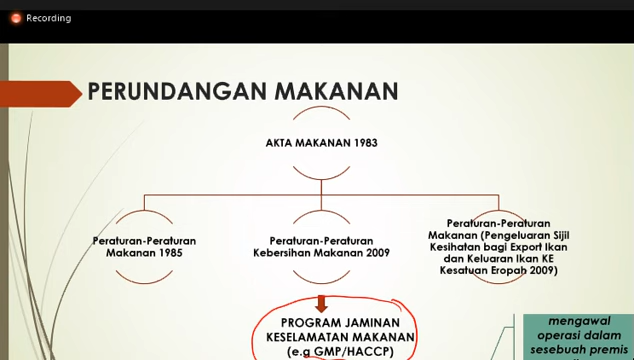 Recording
PERUNDANGAN MAKANAN
AKTA MAKANAN 1983
Peraturan-Peraturan
Makanan 1985
Peraturan-Peraturan
Kebersihan Makanan 2009
Peraturan-Peraturan
Makanan (Pengeluaran Sijil
Kesihatan bagi Export Ikan
dan Keluaran Ikan KE
Kesatuan Eropah 2009)
PROGRAM JAMINAN
KESELAMATAN MAKANAN
(e.g GMP/HACCP)
mengawal
operasi dalam
sesebuah premis